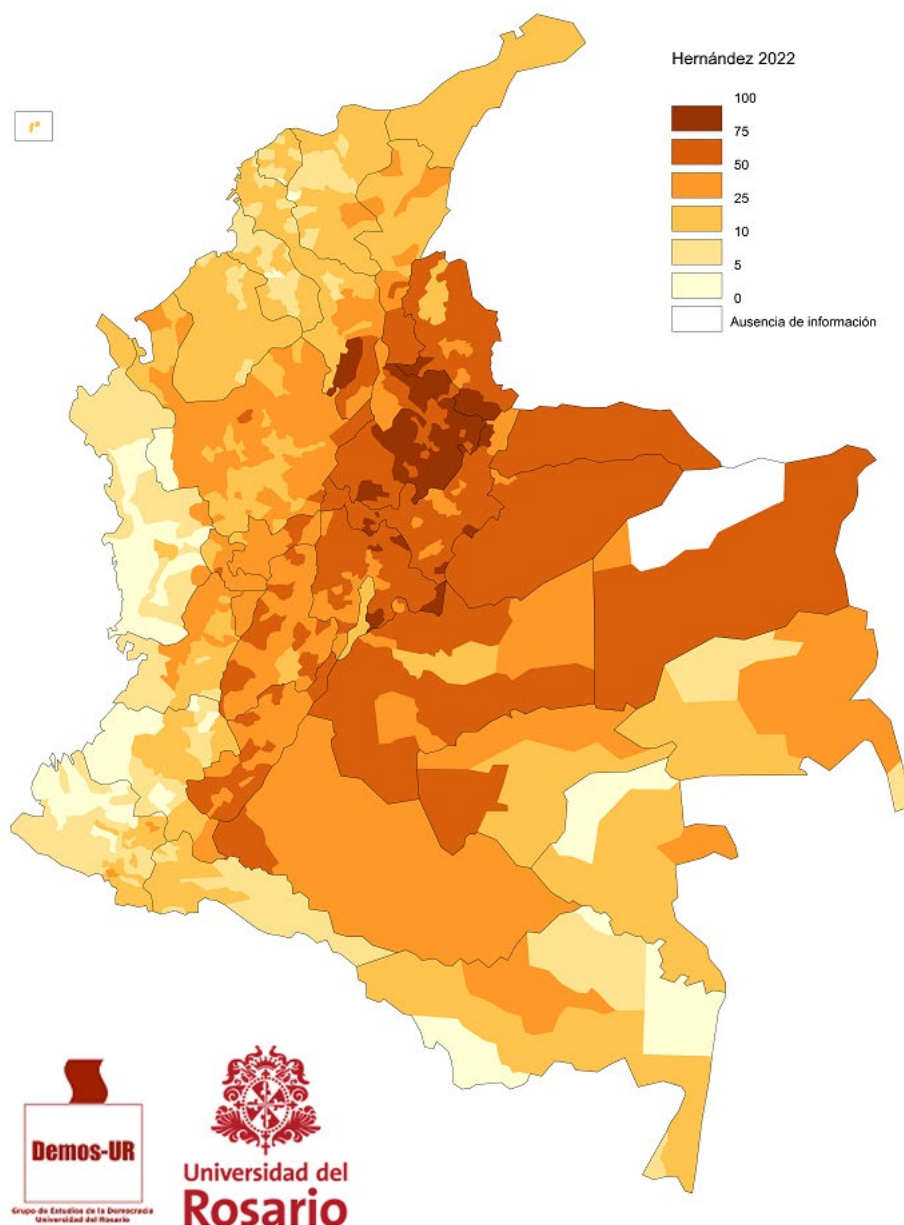 Hernández 2022
100
75
50
25
10
5
0
Ausencia de información
Demos-UR
Grupo de Estudios de la Democracia
Universidad del Rosario
Universidad del
Rosario